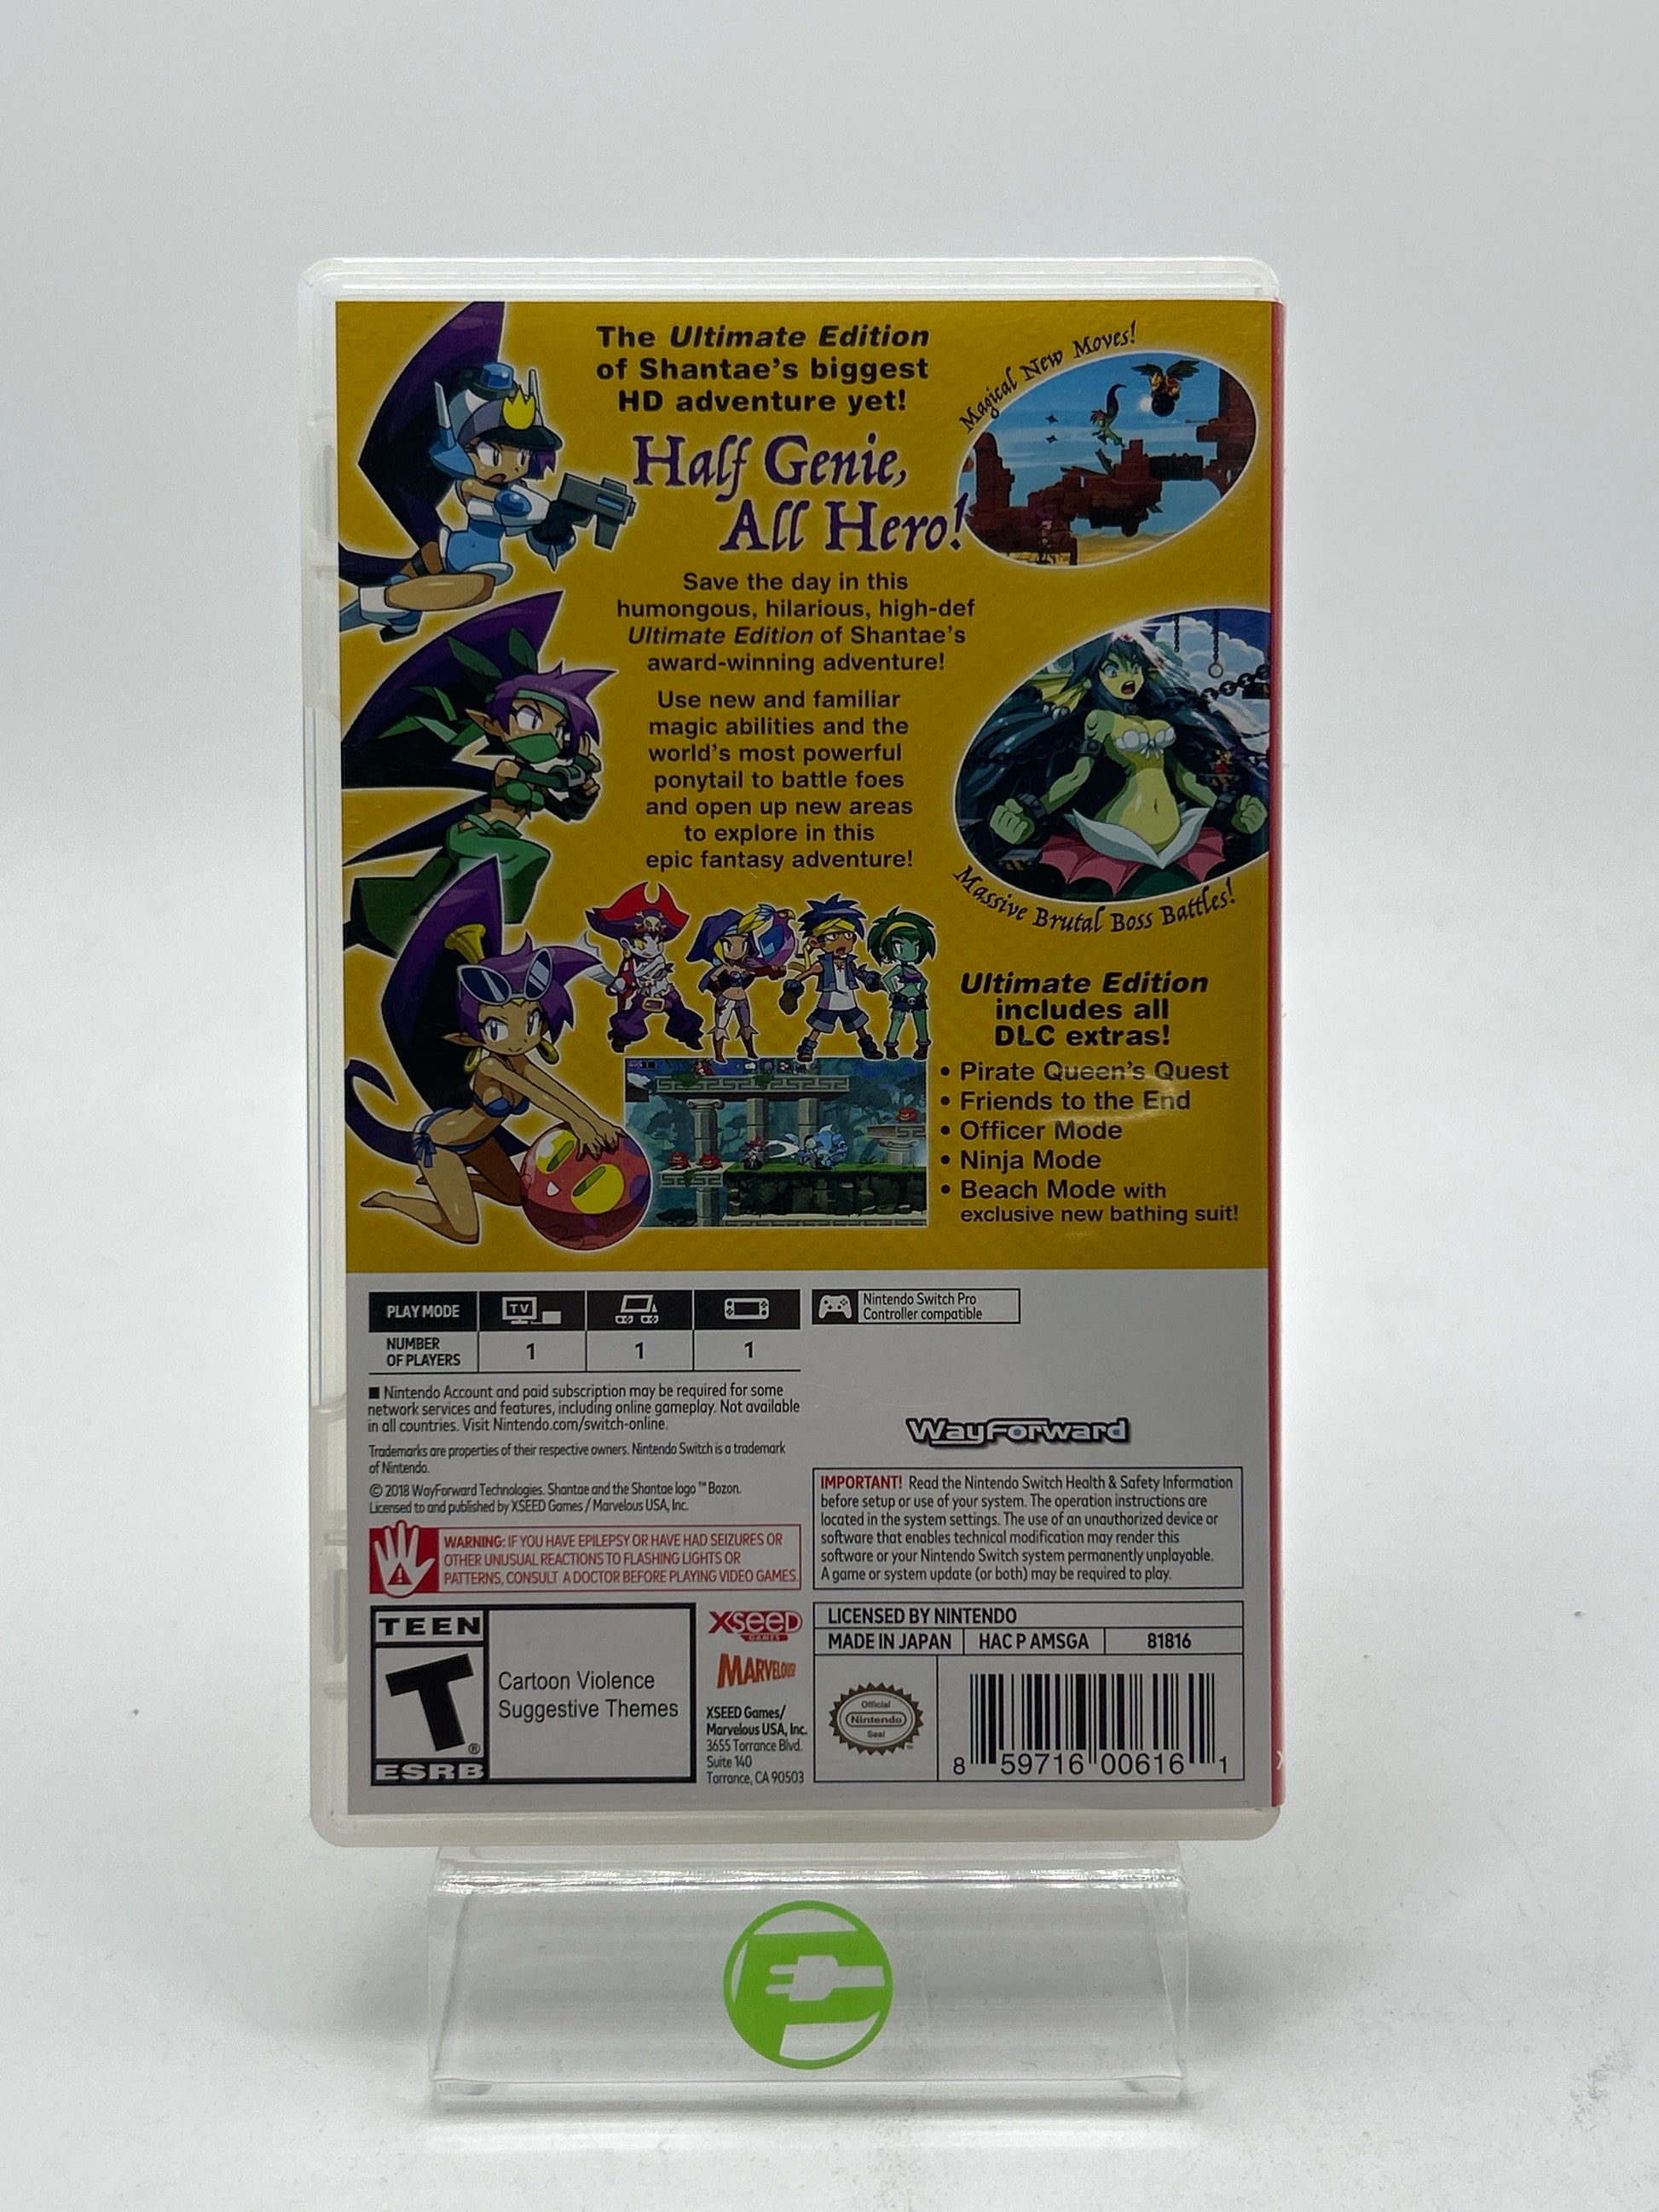 The Ultimate Edition
of Shantae's biggest
HD adventure yet!
Half Genie,
All Hero!
Magical New Moves!
Save the day in this
humongous, hilarious, high-def
Ultimate Edition of Shantae's
award-winning adventure!
Use new and familiar
magic abilities and the
world's most powerful
ponytail to battle foes
and open up new areas
to explore in this
epic fantasy adventure!
Massive Brutal Boss Battles!
Ultimate Edition
includes all
DLC extras!
• Pirate Queen's Quest
• Friends to the End
• Officer Mode
• Ninja Mode
• Beach Mode with
exclusive new bathing suit!
PLAY MODE
TV
NUMBER
OF PLAYERS
1
1
1
Nintendo Switch Pro
Controller compatible
■ Nintendo Account and paid subscription may be required for some
network services and features, including online gameplay. Not available
in all countries. Visit Nintendo.com/switch-online.
Trademarks are properties of their respective owners. Nintendo Switch is a trademark
of Nintendo.
© 2018 WayForward Technologies. Shantae and the Shantae logo ™ Bozon.
Licensed to and published by XSEED Games / Marvelous USA, Inc.
WayForward
WARNING: IF YOU HAVE EPILEPSY OR HAVE HAD SEIZURES OR
OTHER UNUSUAL REACTIONS TO FLASHING LIGHTS OR
PATTERNS, CONSULT A DOCTOR BEFORE PLAYING VIDEO GAMES.
IMPORTANT! Read the Nintendo Switch Health & Safety Information
before setup or use of your system. The operation instructions are
located in the system settings. The use of an unauthorized device or
software that enables technical modification may render this
software or your Nintendo Switch system permanently unplayable.
A game or system update (or both) may be required to play.
TEEN
T
®
ESRB
Cartoon Violence
Suggestive Themes
XSEED
GAMES
MARVELOUS!
XSEED Games/
Marvelous USA, Inc.
3655 Torrance Blvd.
Suite 140
Torrance, CA 90503
LICENSED BY NINTENDO
MADE IN JAPAN
HAC P AMSGA
81816
Official
Nintendo
Seal
8 59716 00616 1